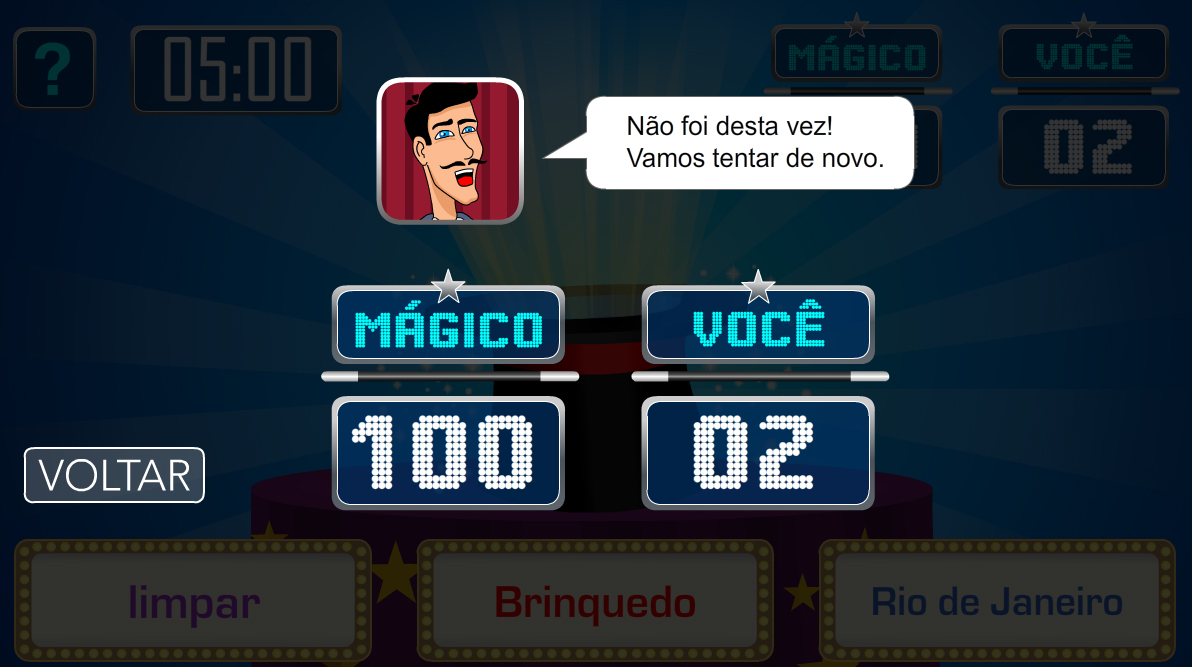 ?
05:00
MÁGICO
VOCÊ
02
Não foi desta vez!
Vamos tentar de novo.
MÁGICO
VOCÊ
100
02
VOLTAR
limpar
Brinquedo
Rio de Janeiro